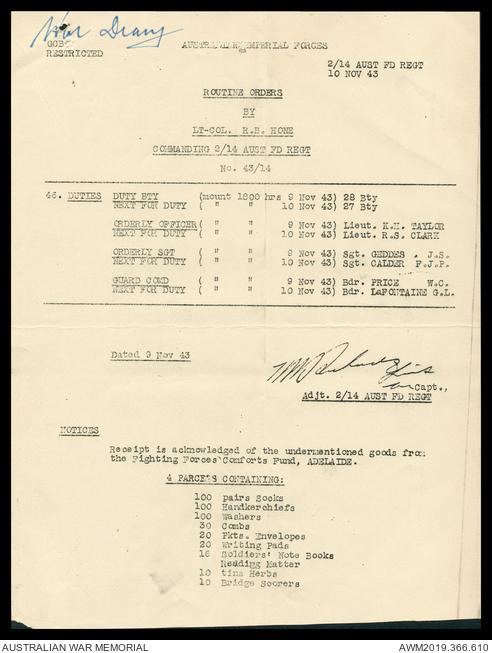 War Diary
RESTRICTED
AUSTRALIAN IMPERIAL FORCES
2/14 AUST FD REGT
10 NOV 43
ROUTINE ORDERS
BY
LT-COL. R.B. HONE
COMMANDING 2/14 AUST FD REGT
No. 43/14
46. DUTIES DUTY BTY (mount 1800 hrs 9 Nov 43) 28 Bty
NEXT FOR DUTY ( " " 10 Nov 43) 27 Bty
ORDERLY OFFICER ( " " 9 Nov 43) Lieut. K.H. TAYLOR
NEXT FOR DUTY ( " " 10 Nov 43) Lieut. R.S. CLARK
ORDERLY SGT ( " " 9 Nov 43) Sgt. GEDDES . J.S.
NEXT FOR DUTY ( " " 10 Nov 43) Sgt. CALDER F.J.P.
GUARD COMD ( " " 9 Nov 43) Bdr. PRICE W.C.
NEXT FOR DUTY ( " " 10 Nov 43) Bdr. LaFONTAINE G.L.
Dated 9 Nov 43
Capt.,
Adjt. 2/14 AUST FD REGT
NOTICES
Receipt is acknowledged of the undermentioned goods from
the Fighting Forces' Comforts Fund, ADELAIDE.
4 PARCELS CONTAINING:
100 pairs Socks
100 Handkerchiefs
100 Washers
30 Combs
20 Pkts. Envelopes
20 Writing Pads
16 Soldiers' Note Books
Reading Matter
10 tins Herbs
10 Bridge Scorers
AUSTRALIAN WAR MEMORIAL
AWM2019.366.610